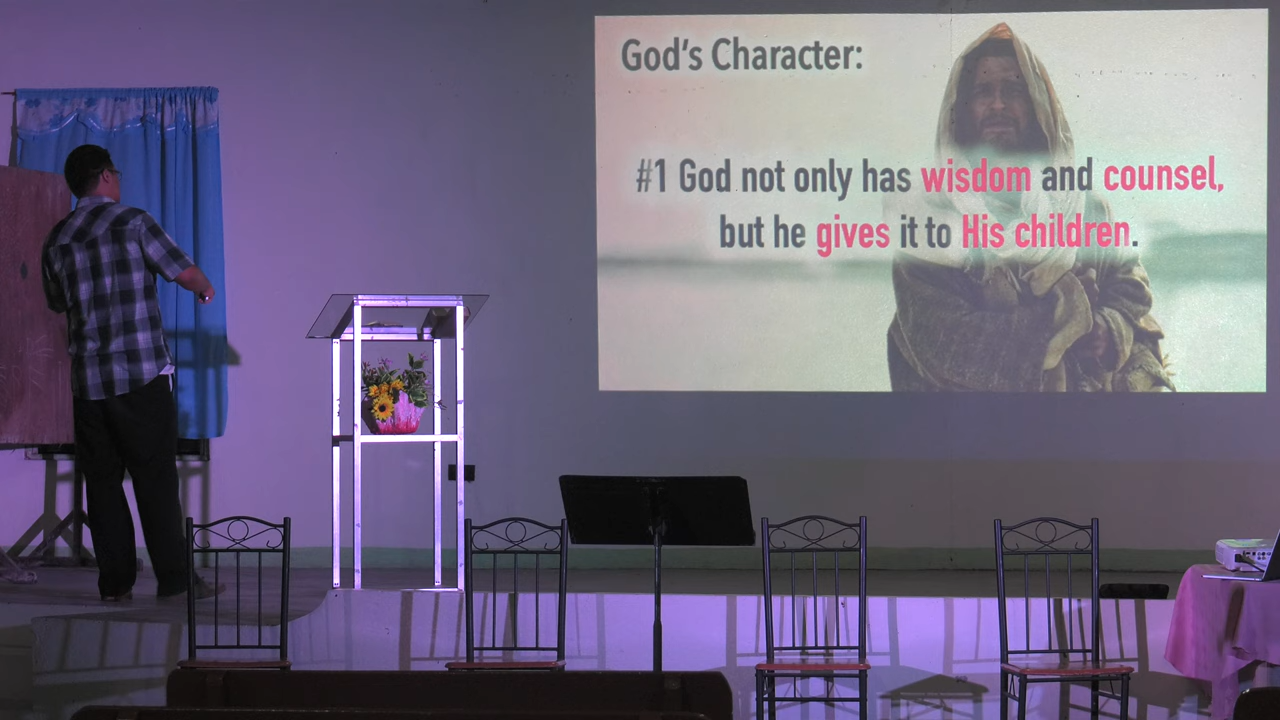 God's Character:
#1 God not only has wisdom and counsel,
but he gives it to His children.